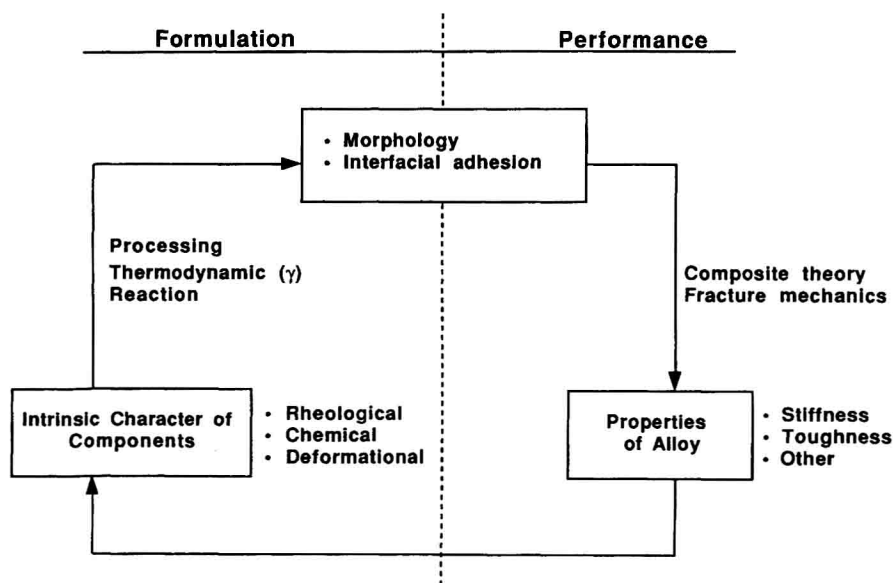 Formulation
Performance
• Morphology
• Interfacial adhesion
Processing
Thermodynamic (γ)
Reaction
Composite theory
Fracture mechanics
Intrinsic Character of
Components
• Rheological
• Chemical
• Deformational
Properties
of Alloy
• Stiffness
• Toughness
• Other